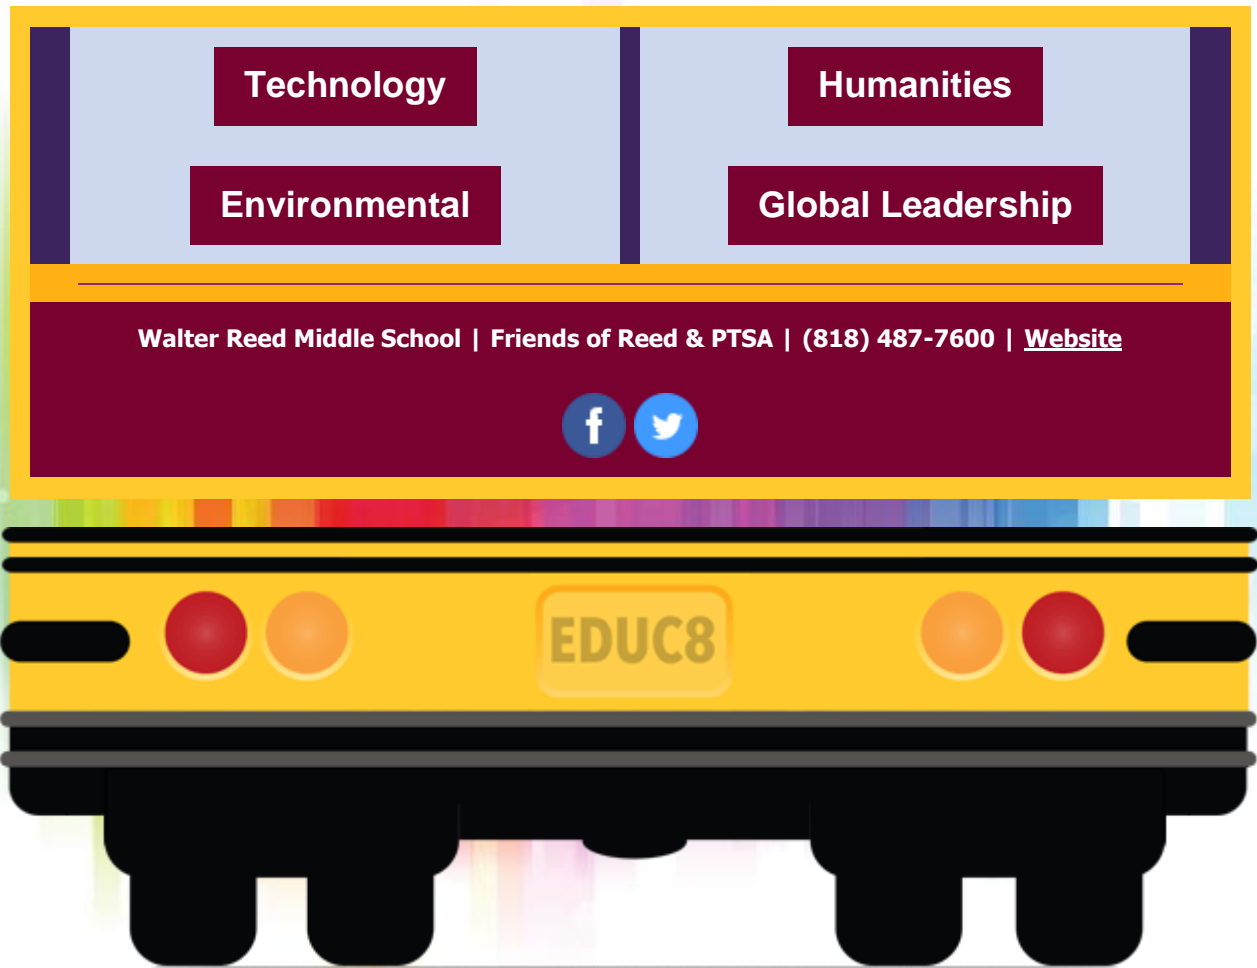 Technology
Humanities
Environmental
Global Leadership
Walter Reed Middle School | Friends of Reed & PTSA | (818) 487-7600 | Website
EDUC8